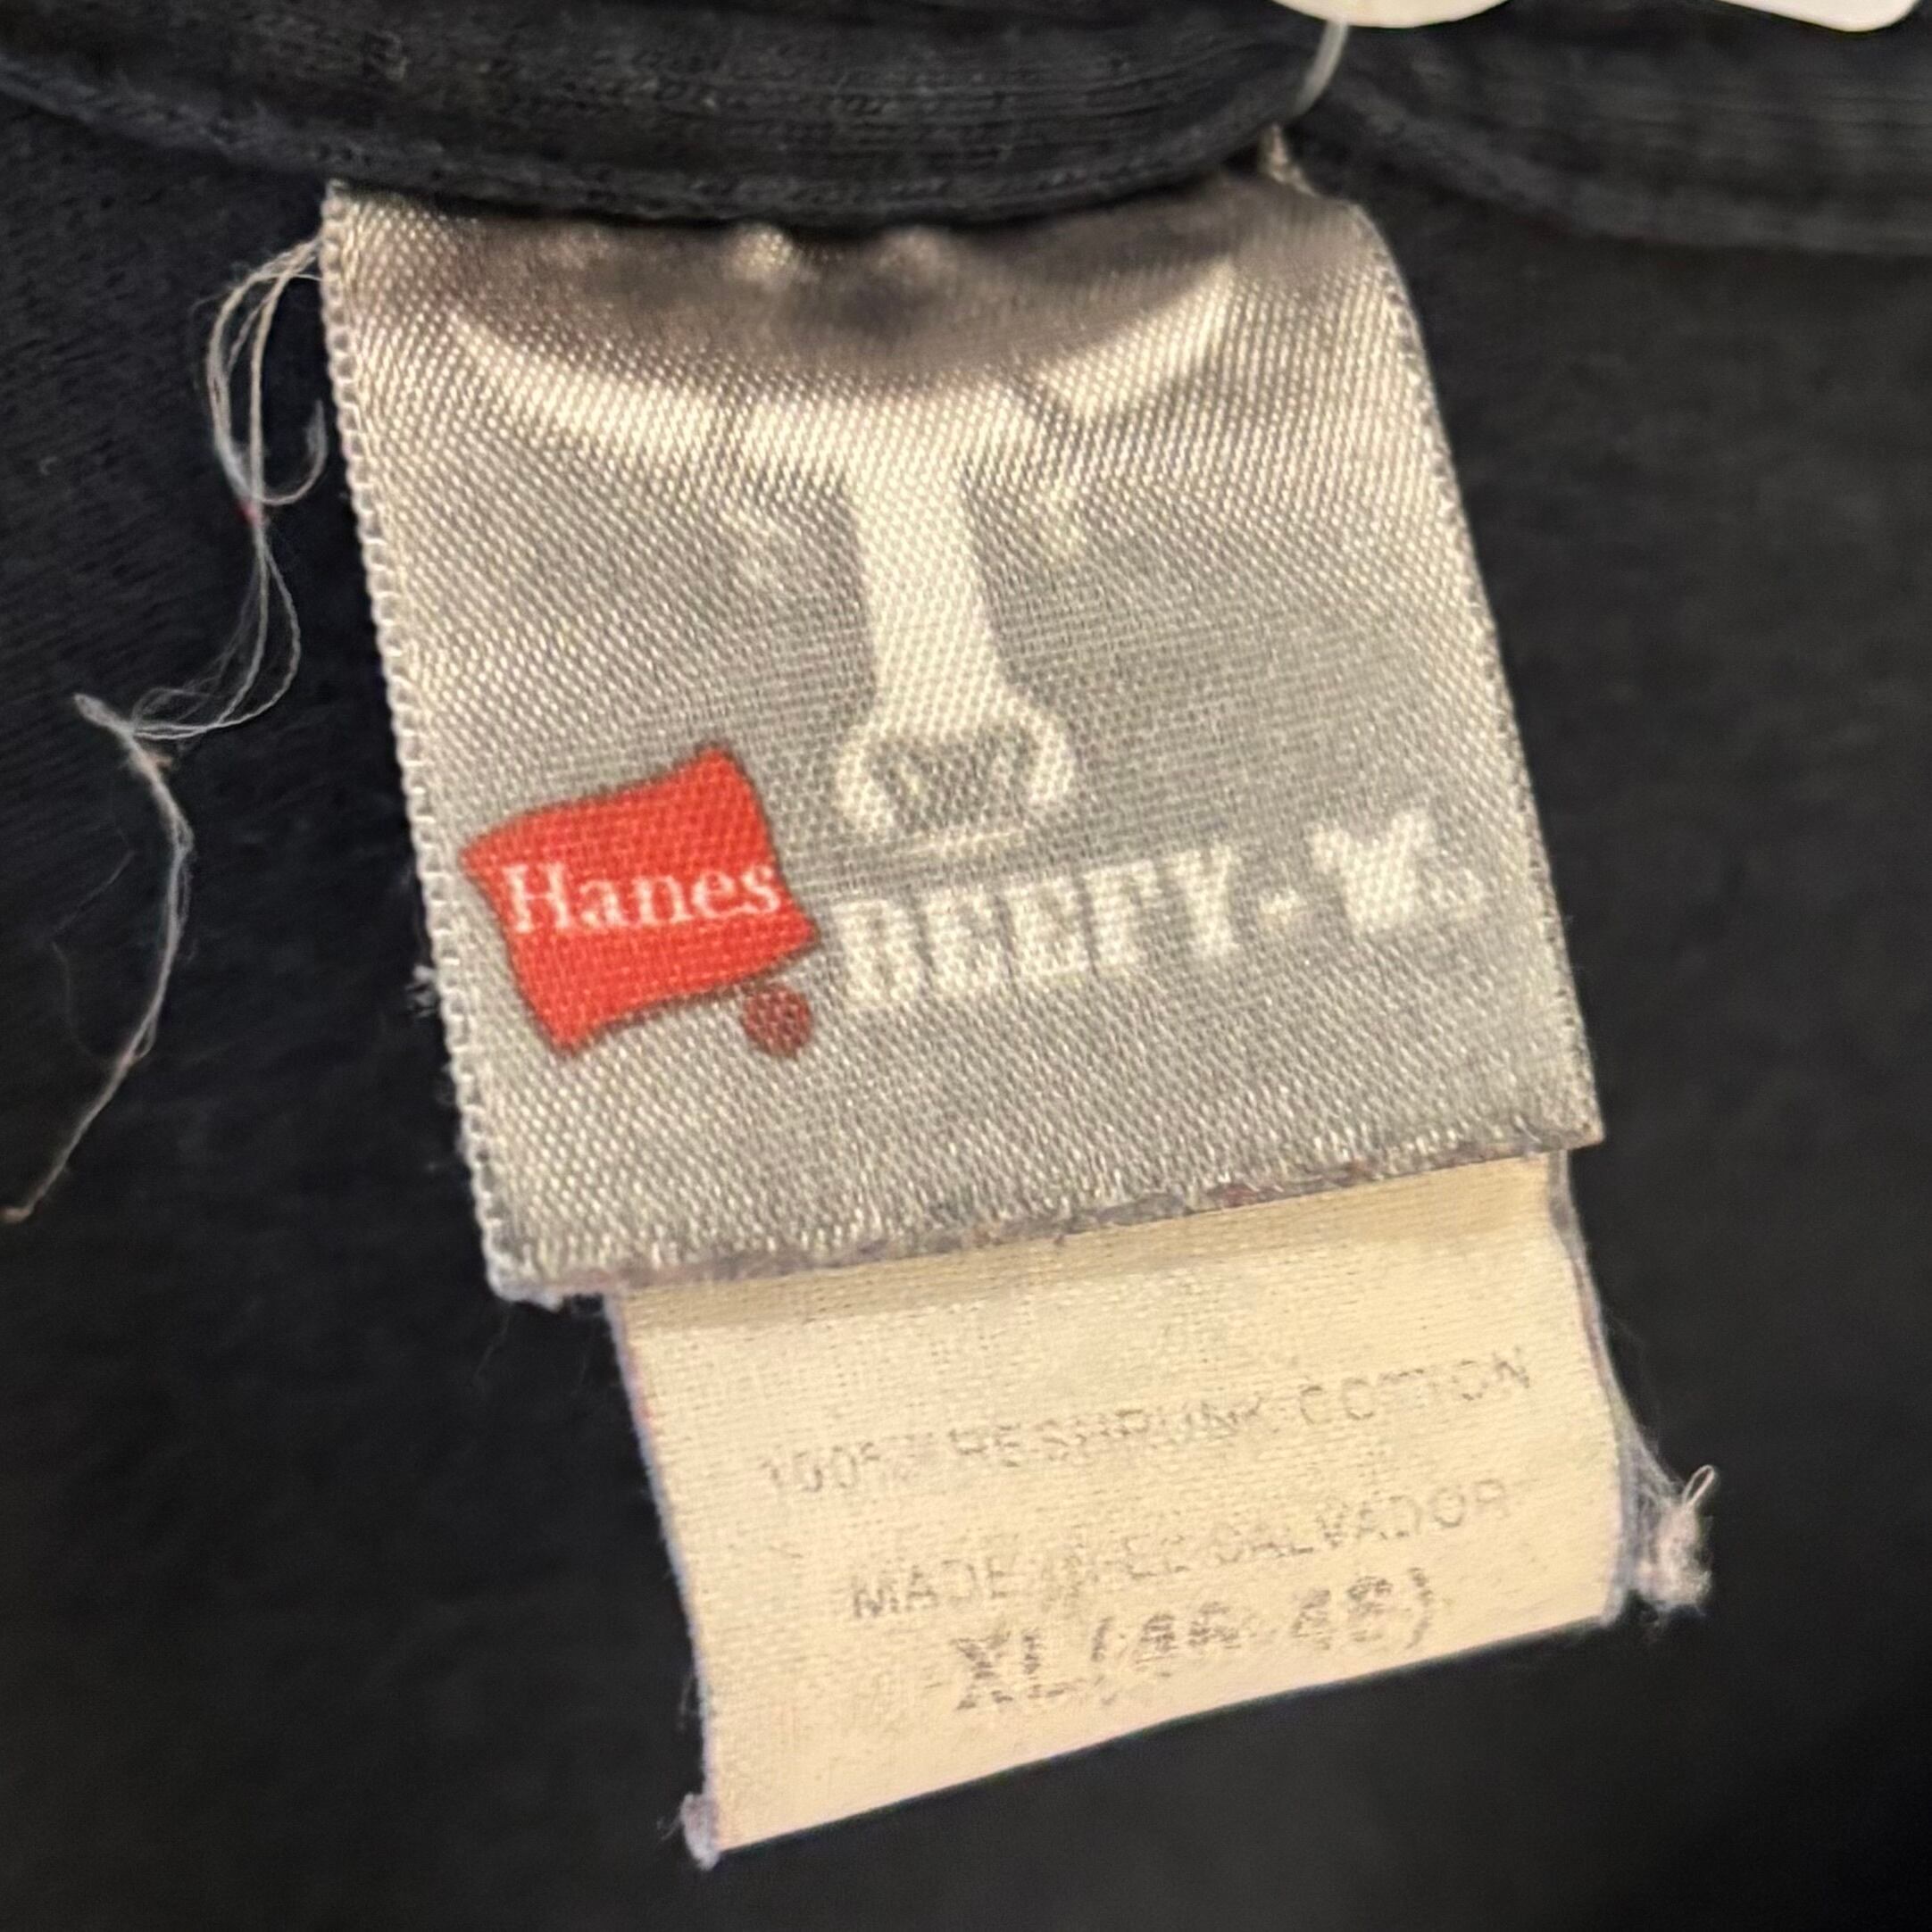 Hanes
BEEFY-T®
100% PRESHRUNK COTTON
MADE IN EL SALVADOR
XL (46-48)